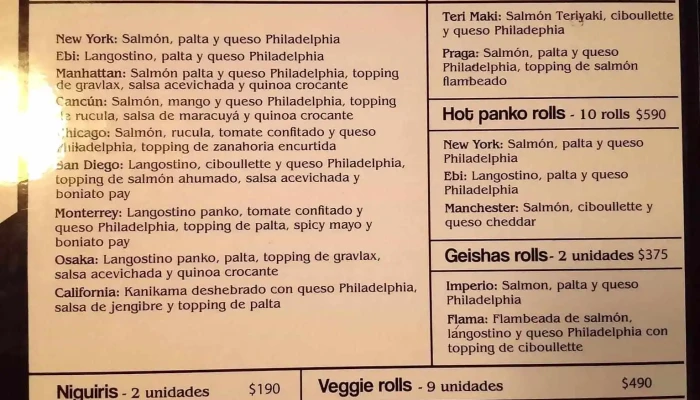 New York: Salmón, palta y queso Philadelphia
Ebi: Langostino, palta y queso Philadelphia
Manhattan: Salmón palta y queso Philadelphia, topping
de gravlax, salsa acevichada y quinoa crocante
Cancún: Salmón, mango y queso Philadelphia, topping
de rucula, salsa de maracuyá y quinoa crocante
Chicago: Salmón, rucula, tomate confitado y queso
Philadelphia, topping de zanahoria encurtida
San Diego: Langostino, ciboullette y queso Philadelphia,
topping de salmón ahumado, salsa acevichada y
boniato pay
Monterrey: Langostino panko, tomate confitado y
queso Philadelphia, topping de palta, spicy mayo y
boniato pay
Osaka: Langostino panko, palta, topping de gravlax,
salsa acevichada y quinoa crocante
California: Kanikama deshebrado con queso Philadelphia,
salsa de jengibre y topping de palta
Teri Maki: Salmón Teriyaki, ciboullette
y queso Philadephia
Praga: Salmón, palta y queso
Philadelphia, topping de salmón
flambeado
Hot panko rolls - 10 rolls $590
New York: Salmón, palta y queso
Philadelphia
Ebi: Langostino, palta y queso
Philadelphia
Manchester: Salmón, ciboullette y
queso cheddar
Geishas rolls- 2 unidades $375
Imperio: Salmon, palta y queso
Philadelphia
Flama: Flambeada de salmón,
langostino y queso Philadelphia con
topping de ciboullette
Niguiris - 2 unidades $190
Veggie rolls - 9 unidades $490